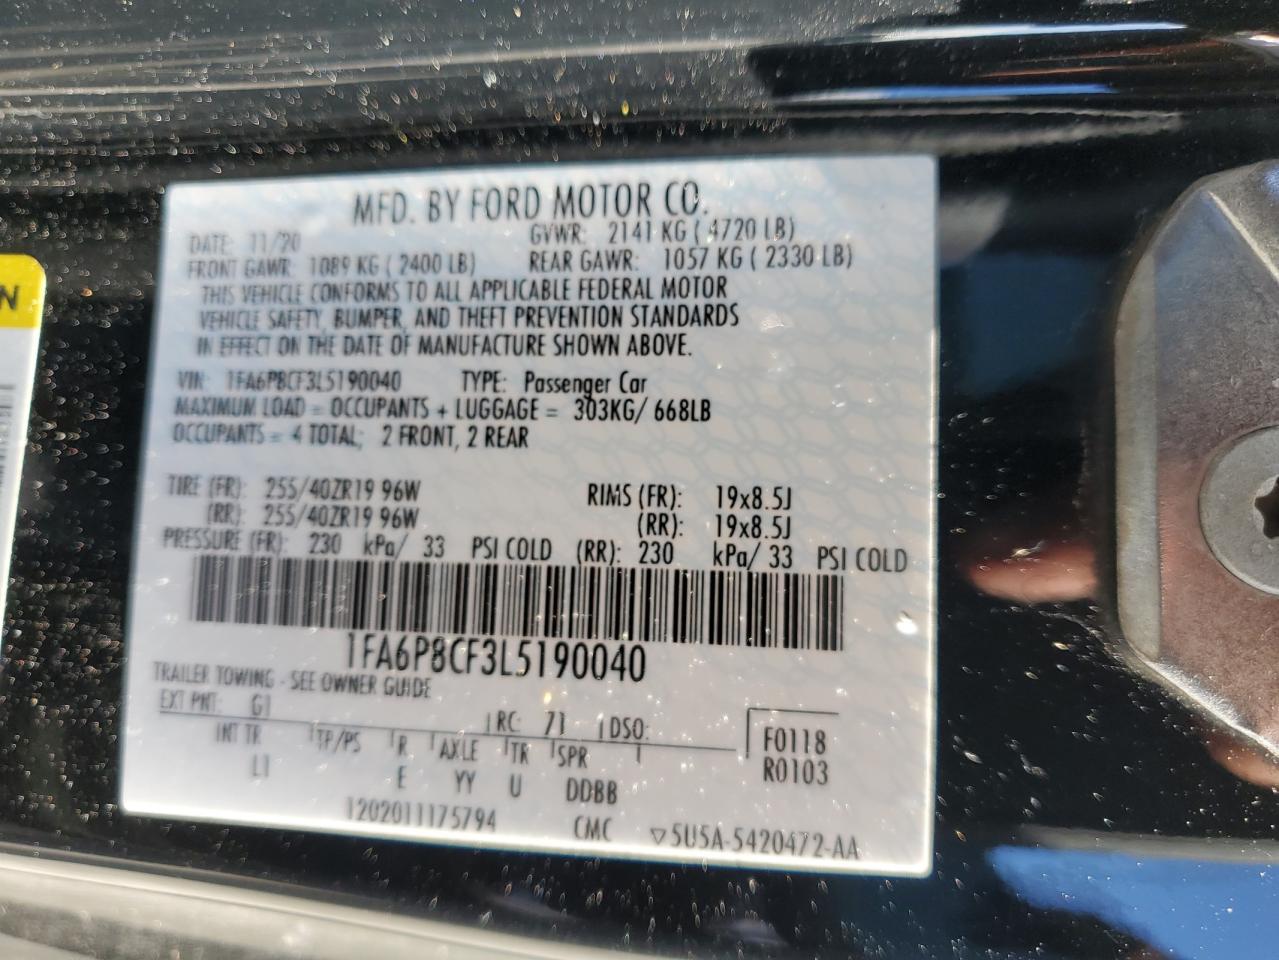 MFD. BY FORD MOTOR CO.
DATE: 11/20 GVWR: 2141 KG ( 4720 LB)
FRONT GAWR: 1089 KG ( 2400 LB) REAR GAWR: 1057 KG ( 2330 LB)
THIS VEHICLE CONFORMS TO ALL APPLICABLE FEDERAL MOTOR
VEHICLE SAFETY, BUMPER, AND THEFT PREVENTION STANDARDS
IN EFFECT ON THE DATE OF MANUFACTURE SHOWN ABOVE.
VIN: 1FA6P8CF3L5190040 TYPE: Passenger Car
MAXIMUM LOAD = OCCUPANTS + LUGGAGE = 303KG/ 668LB
OCCUPANTS = 4 TOTAL; 2 FRONT, 2 REAR
TIRE (FR): 255/40ZR19 96W RIMS (FR): 19x8.5J
(RR): 255/40ZR19 96W (RR): 19x8.5J
PRESSURE (FR): 230 kPa/ 33 PSI COLD (RR): 230 kPa/ 33 PSI COLD
1FA6P8CF3L5190040
TRAILER TOWING - SEE OWNER GUIDE
EXT PNT: G1 RC: 71 DSO:
INT TR TP/PS R AXLE TR SPR F0118
L1 E YY U DDBB R0103
1202011175794 CMC ▽5U5A-5420472-AA
N